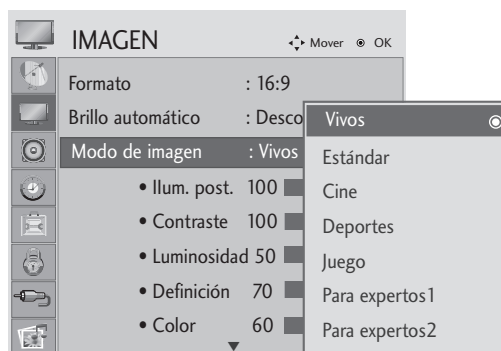 IMAGEN
Mover OK
Formato : 16:9
Brillo automático : Desco
Modo de imagen : Vivos
• Ilum. post. 100
• Contraste 100
• Luminosidad 50
• Definición 70
• Color 60
Vivos
Estándar
Cine
Deportes
Juego
Para expertos1
Para expertos2